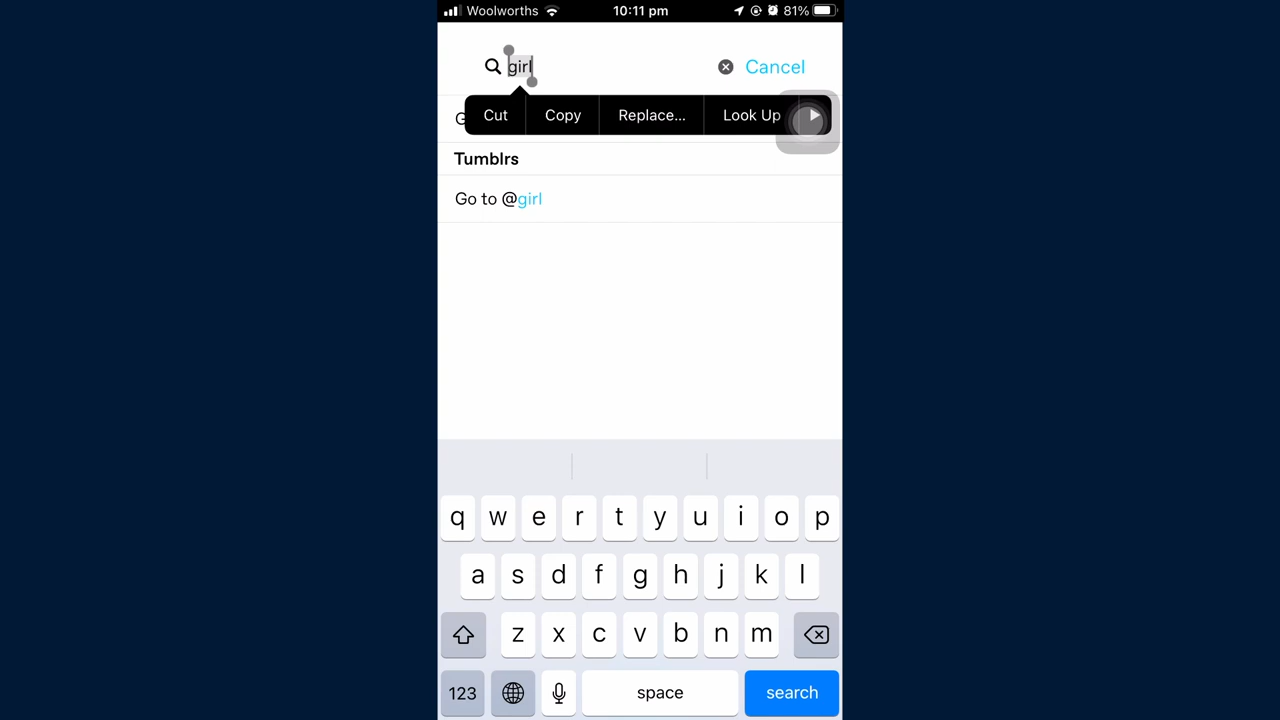 Woolworths 10:11 pm 81%
girl Cancel
G Cut Copy Replace... Look Up
Tumblrs
Go to @girl
q w e r t y u i o p
a s d f g h j k l
z x c v b n m
123 space search